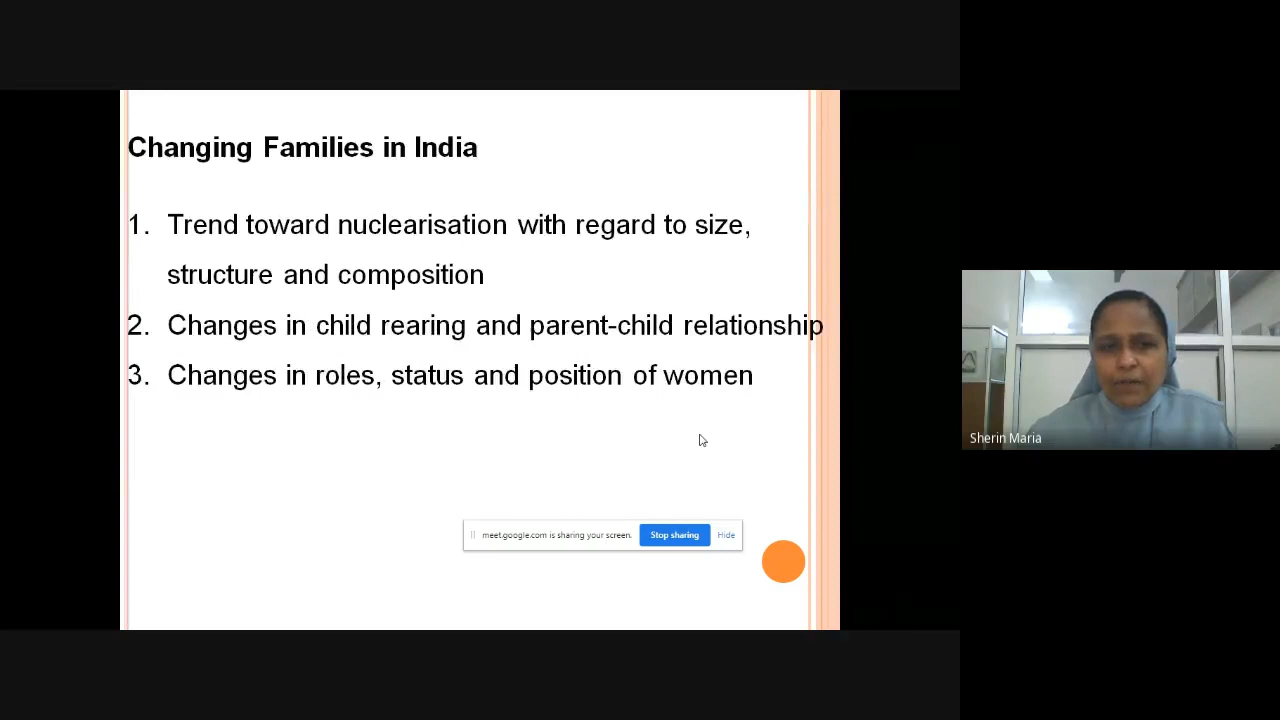 Changing Families in India
1. Trend toward nuclearisation with regard to size,
structure and composition
2. Changes in child rearing and parent-child relationship
3. Changes in roles, status and position of women
meet.google.com is sharing your screen.
Stop sharing
Hide
Sherin Maria